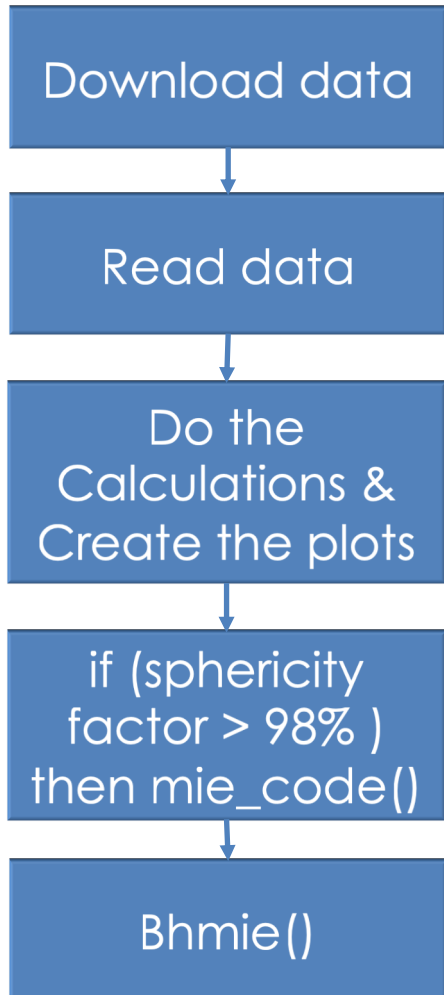 Download data
Read data
Do the
Calculations &
Create the plots
if (sphericity
factor > 98% )
then mie_code()
Bhmie()